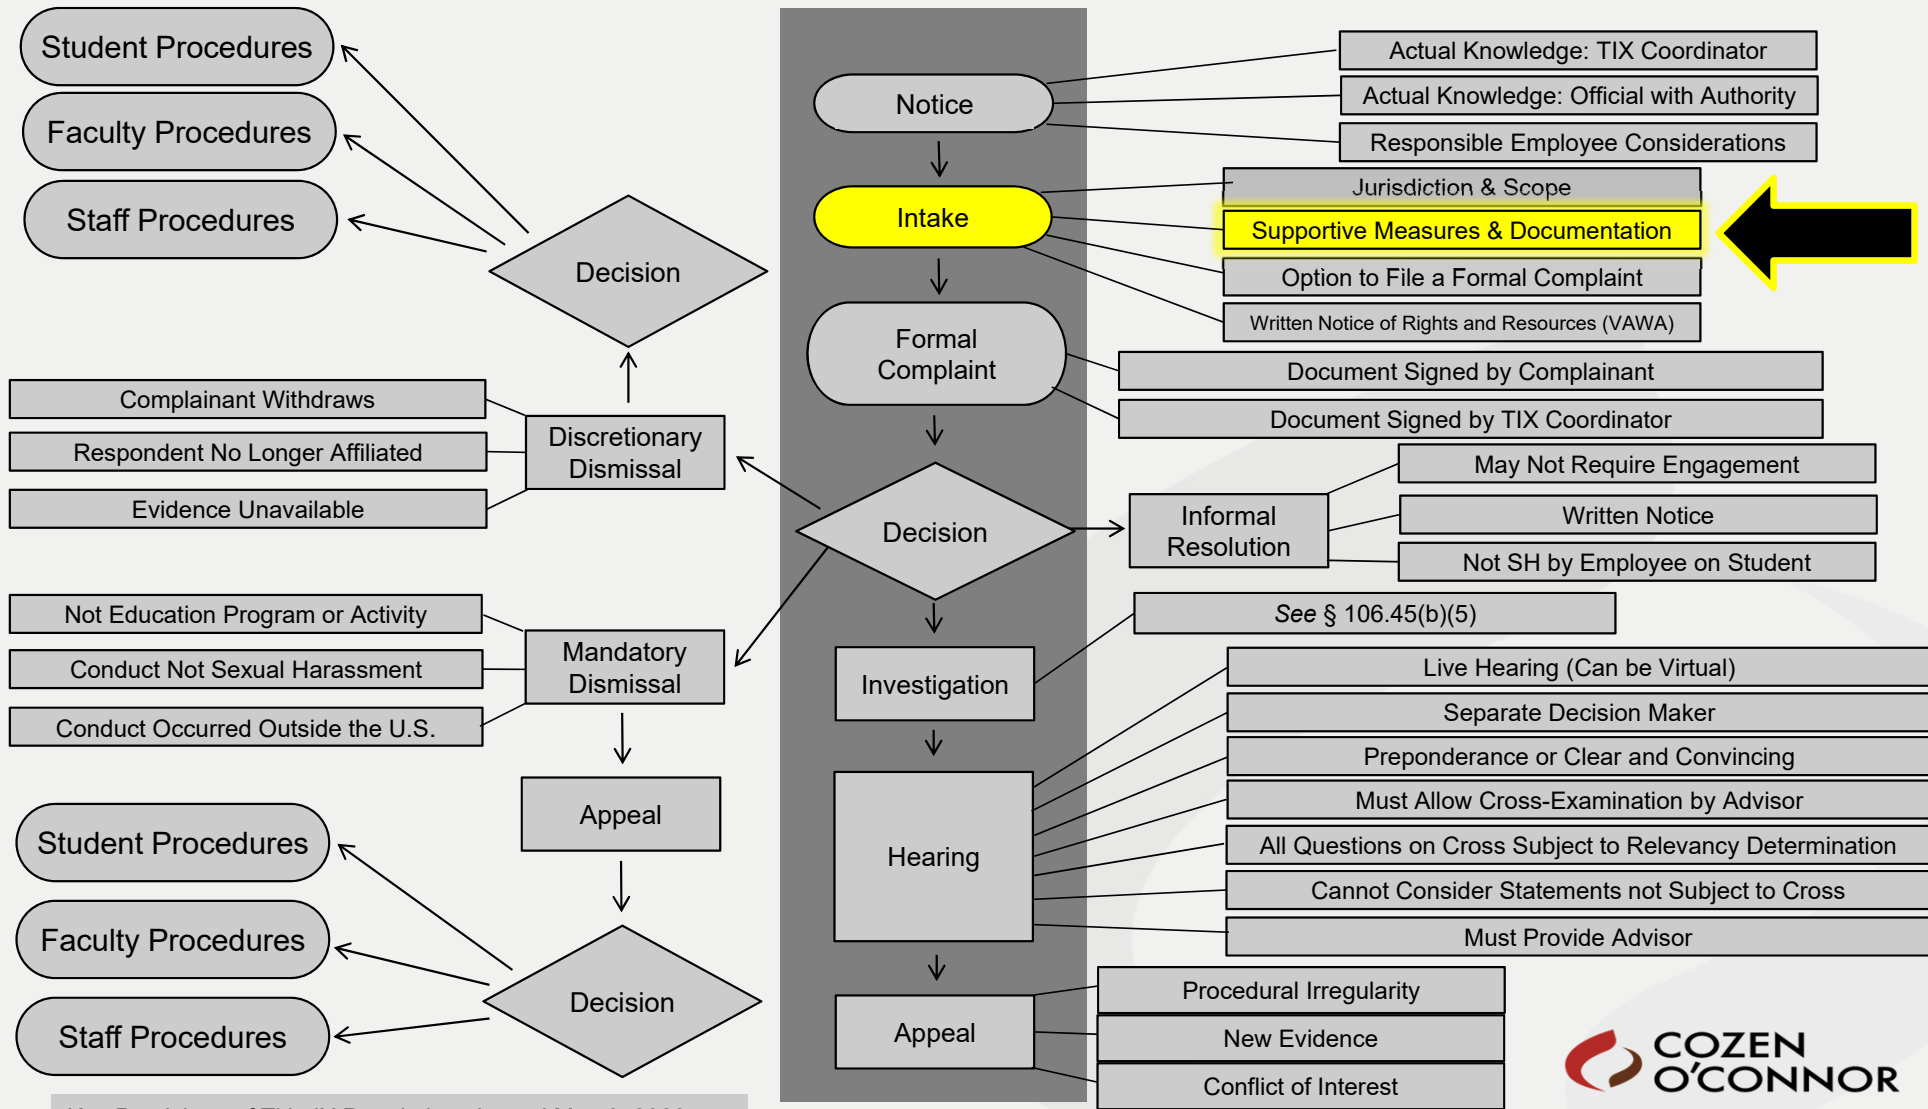 Student Procedures
Faculty Procedures
Staff Procedures
Decision
Complainant Withdraws
Respondent No Longer Affiliated
Evidence Unavailable
Discretionary
Dismissal
Not Education Program or Activity
Conduct Not Sexual Harassment
Conduct Occurred Outside the U.S.
Mandatory
Dismissal
Appeal
Student Procedures
Faculty Procedures
Staff Procedures
Decision
Notice
Actual Knowledge: TIX Coordinator
Actual Knowledge: Official with Authority
Responsible Employee Considerations
Intake
Jurisdiction & Scope
Supportive Measures & Documentation
Option to File a Formal Complaint
Written Notice of Rights and Resources (VAWA)
Formal
Complaint
Document Signed by Complainant
Document Signed by TIX Coordinator
Decision
Informal
Resolution
May Not Require Engagement
Written Notice
Not SH by Employee on Student
Investigation
See § 106.45(b)(5)
Hearing
Live Hearing (Can be Virtual)
Separate Decision Maker
Preponderance or Clear and Convincing
Must Allow Cross-Examination by Advisor
All Questions on Cross Subject to Relevancy Determination
Cannot Consider Statements not Subject to Cross
Must Provide Advisor
Appeal
Procedural Irregularity
New Evidence
Conflict of Interest
COZEN
O'CONNOR